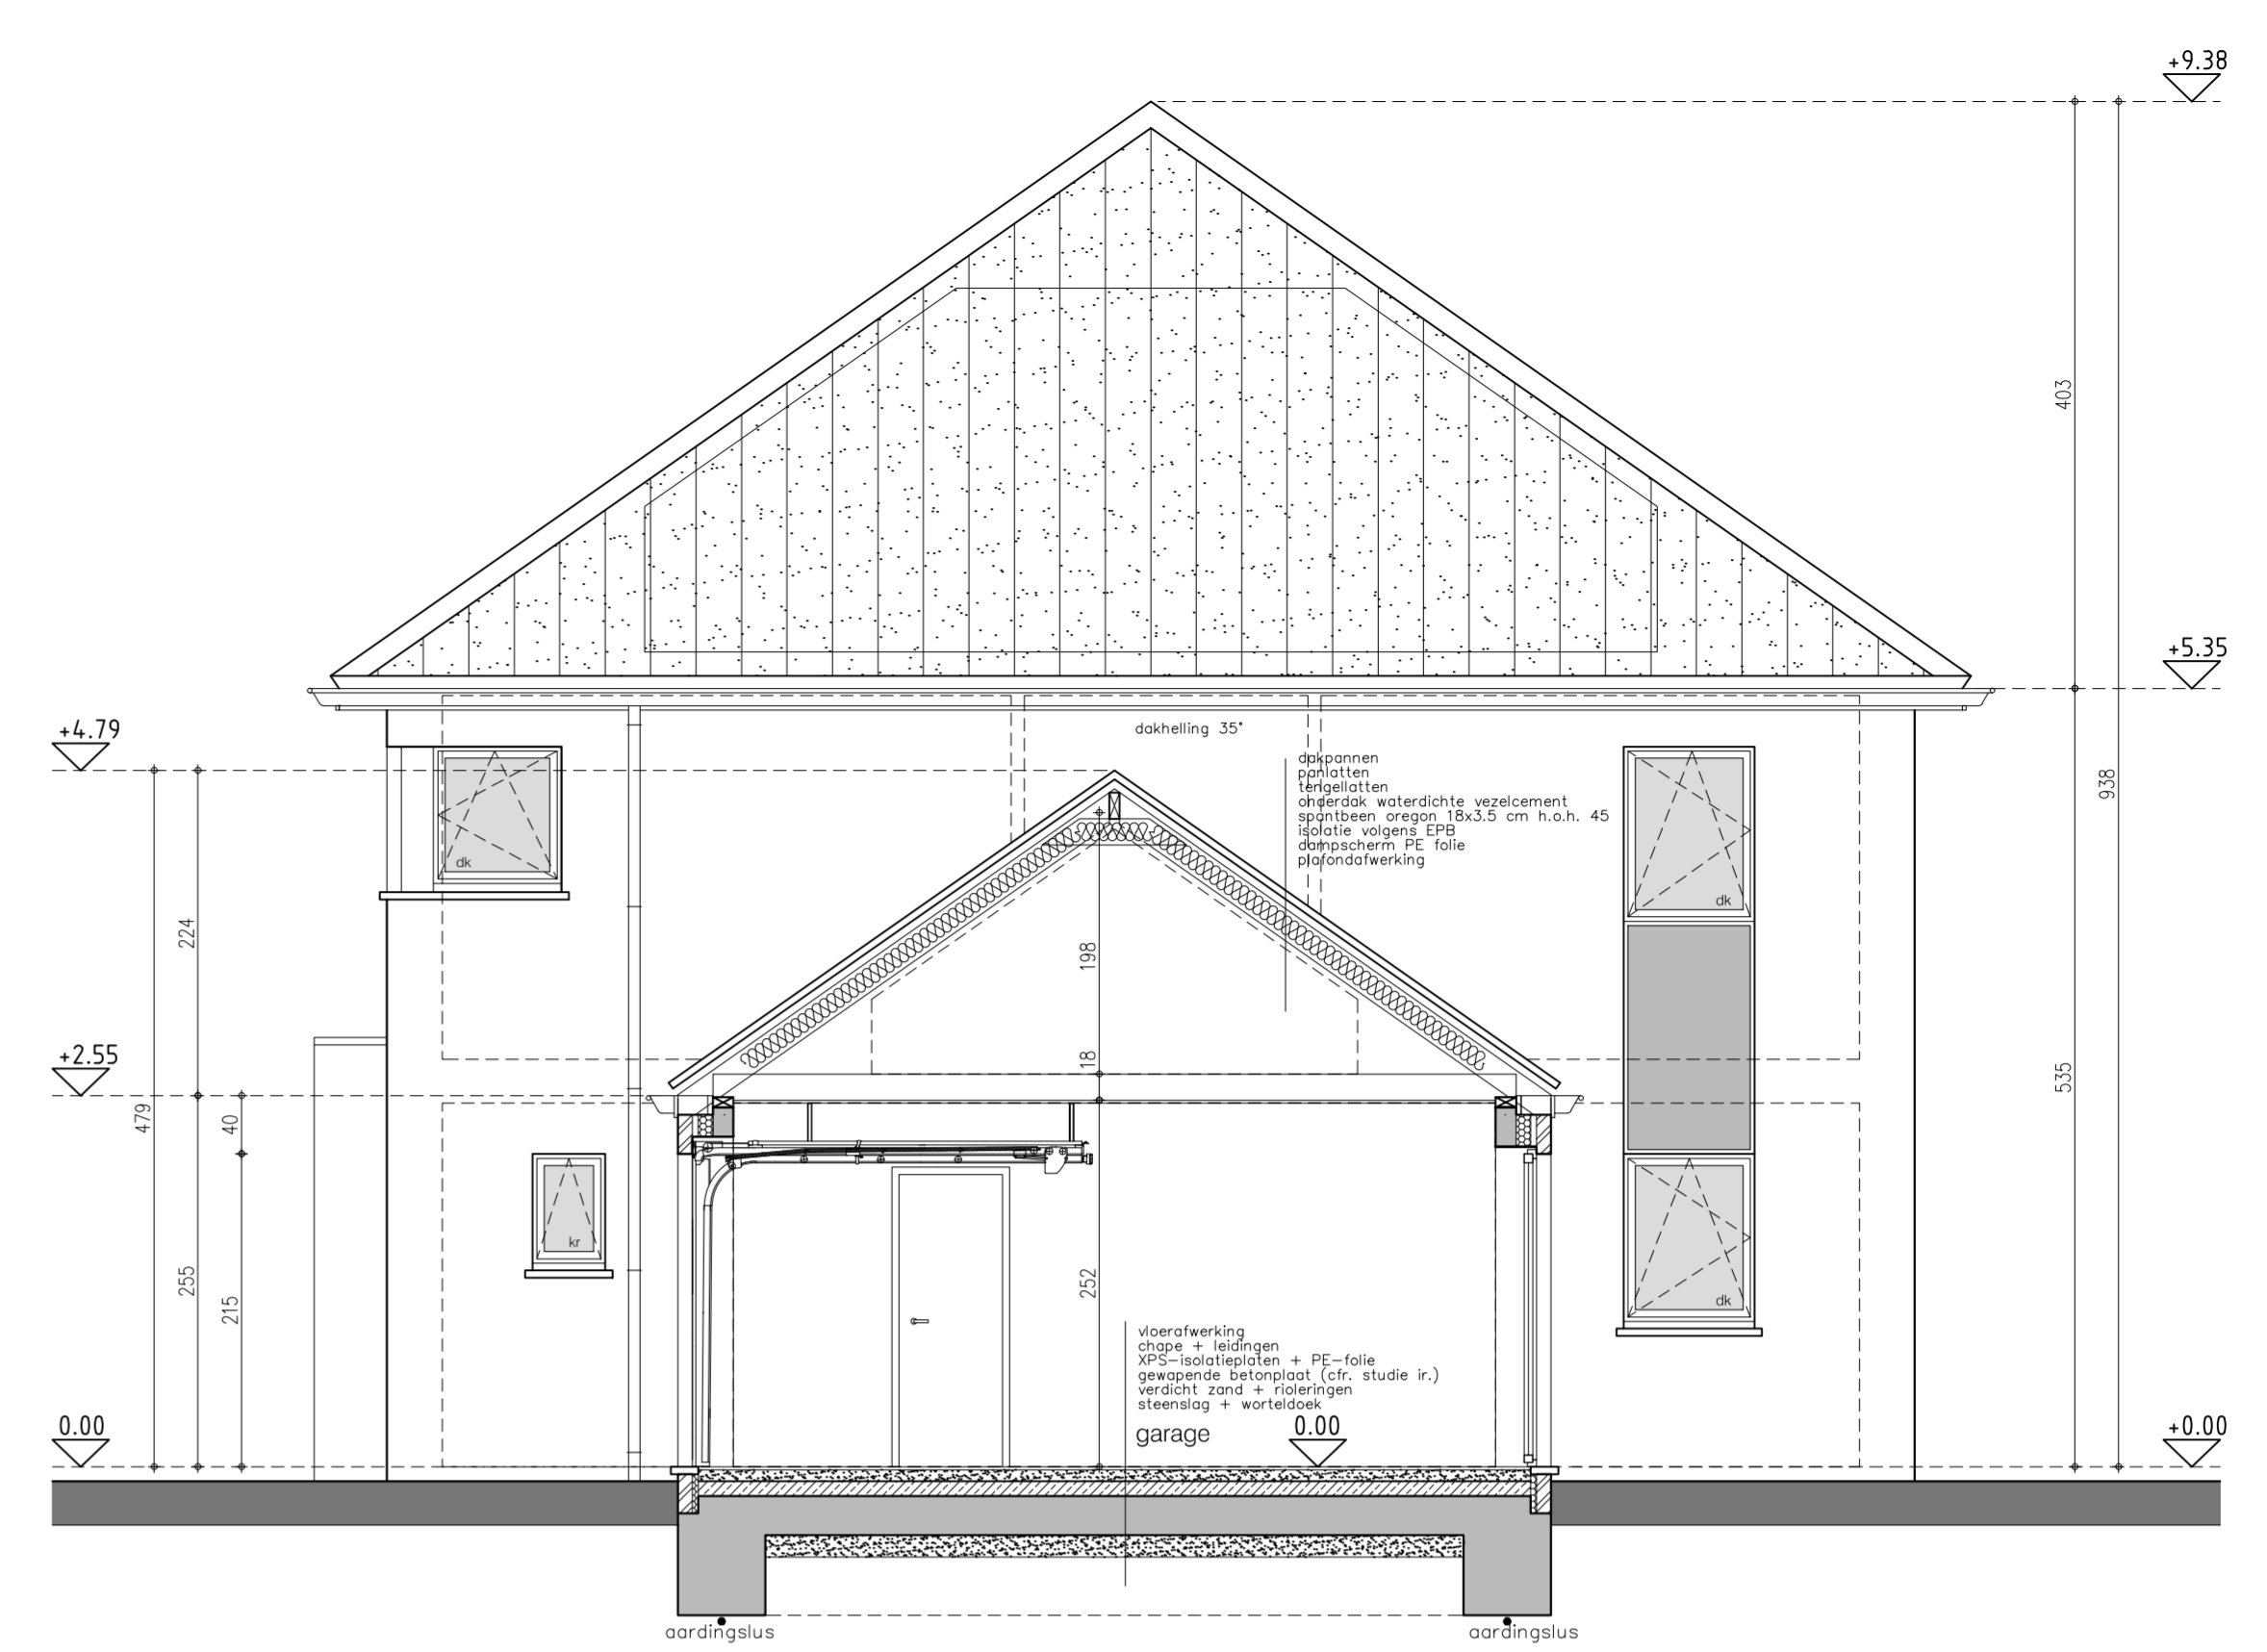 +9.38
403
+5.35
+4.79
dakhelling 35°
dakpannen
panlatten
tengellatten
onderdak waterdichte vezelcement
spantbeen oregon 18x3.5 cm h.o.h. 45
isolatie volgens EPB
dampscherm PE folie
plafondafwerking
938
dk
dk
224
198
18
+2.55
479
40
535
kr
255
215
252
dk
vloerafwerking
chape + leidingen
XPS-isolatieplaten + PE-folie
gewapende betonplaat (cfr. studie ir.)
verdicht zand + rioleringen
steenslag + worteldoek
garage
0.00
0.00
+0.00
aardingslus
aardingslus